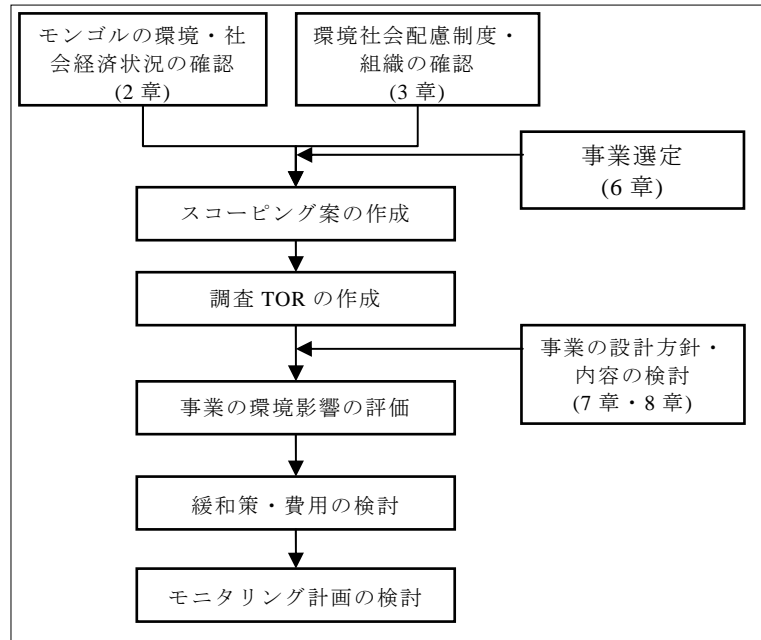 モンゴルの環境・社
会経済状況の確認
(2 章)
環境社会配慮制度・
組織の確認
(3 章)
事業選定
(6 章)
スコーピング案の作成
調査 TOR の作成
事業の設計方針・
内容の検討
(7 章・8 章)
事業の環境影響の評価
緩和策・費用の検討
モニタリング計画の検討